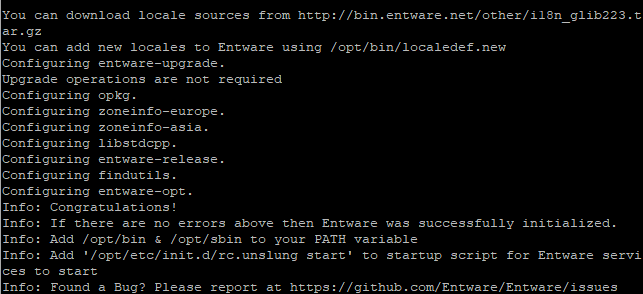 You can download locale sources from http://bin.entware.net/other/i18n_glib223.t
ar.gz
You can add new locales to Entware using /opt/bin/localedef.new
Configuring entware-upgrade.
Upgrade operations are not required
Configuring opkg.
Configuring zoneinfo-europe.
Configuring zoneinfo-asia.
Configuring libstdcpp.
Configuring entware-release.
Configuring findutils.
Configuring entware-opt.
Info: Congratulations!
Info: If there are no errors above then Entware was successfully initialized.
Info: Add /opt/bin & /opt/sbin to your PATH variable
Info: Add '/opt/etc/init.d/rc.unslung start' to startup script for Entware servi
ces to start
Info: Found a Bug? Please report at https://github.com/Entware/Entware/issues